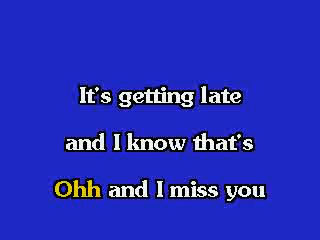 It's getting late
and I know that's
Ohh and I miss you